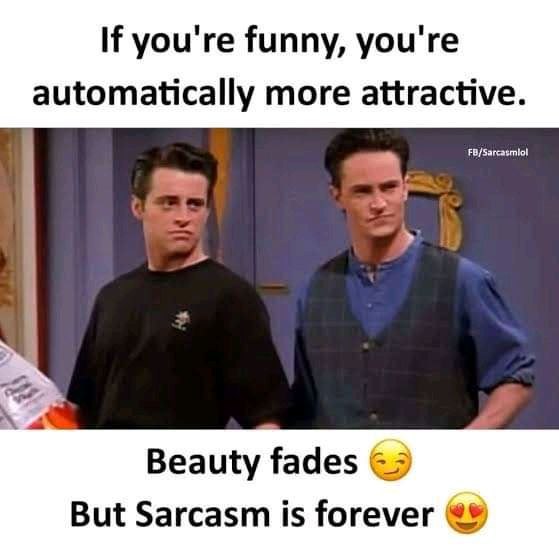 If you're funny, you're
automatically more attractive.
FB/Sarcasmlol
Beauty fades 😏
But Sarcasm is forever 😍